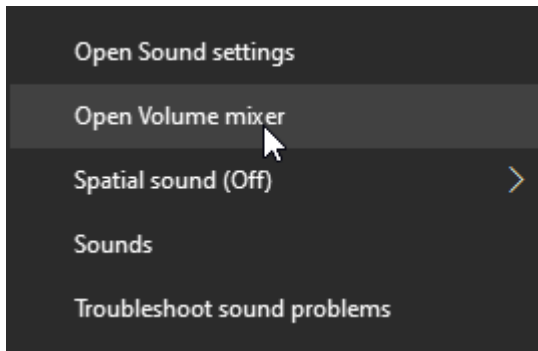 Open Sound settings
Open Volume mixer
Spatial sound (Off)
Sounds
Troubleshoot sound problems